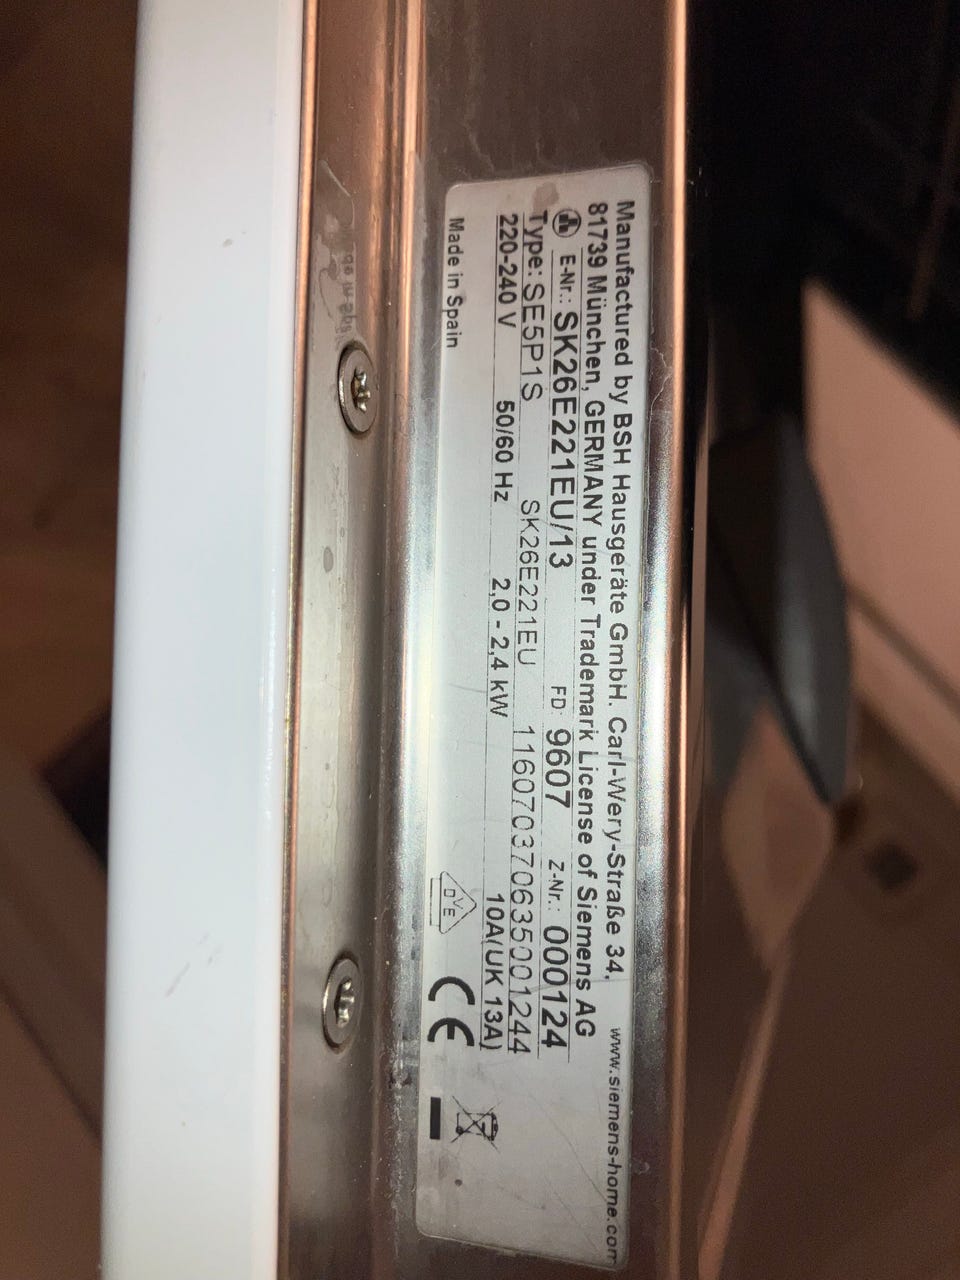 Manufactured by BSH Hausgeräte GmbH. Carl-Wery-Straße 34. www.siemens-home.com
81739 München, GERMANY under Trademark License of Siemens AG
E-Nr.: SK26E221EU/13 FD: 9607 Z-Nr.: 000124
Type: SE5P1S SK26E221EU 116070370635001244
220-240 V 50/60 Hz 2,0 - 2,4 kW 10A(UK 13A)
Made in Spain
DVE
CE